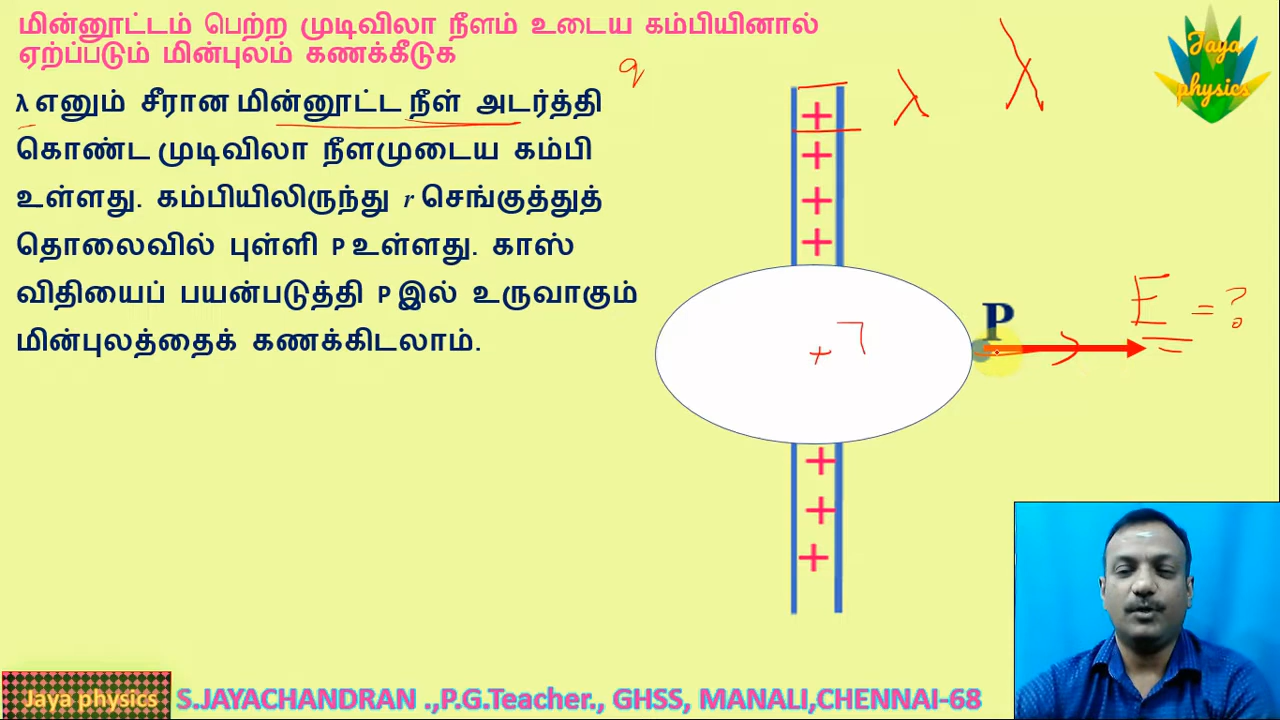 மின்னூட்டம் பெற்ற முடிவிலா நீளம் உடைய கம்பியினால்
ஏற்ப்படும் மின்புலம் கணக்கீடுக
λ எனும் சீரான மின்னூட்ட நீள் அடர்த்தி
கொண்ட முடிவிலா நீளமுடைய கம்பி
உள்ளது. கம்பியிலிருந்து r செங்குத்துத்
தொலைவில் புள்ளி P உள்ளது. காஸ்
விதியைப் பயன்படுத்தி P இல் உருவாகும்
மின்புலத்தைக் கணக்கிடலாம்.
q
λ
λ
+
+
+
+
+
P
E = ?
+
+
+
Jaya
physics
Jaya physics
S.JAYACHANDRAN .,P.G.Teacher., GHSS, MANALI,CHENNAI-68